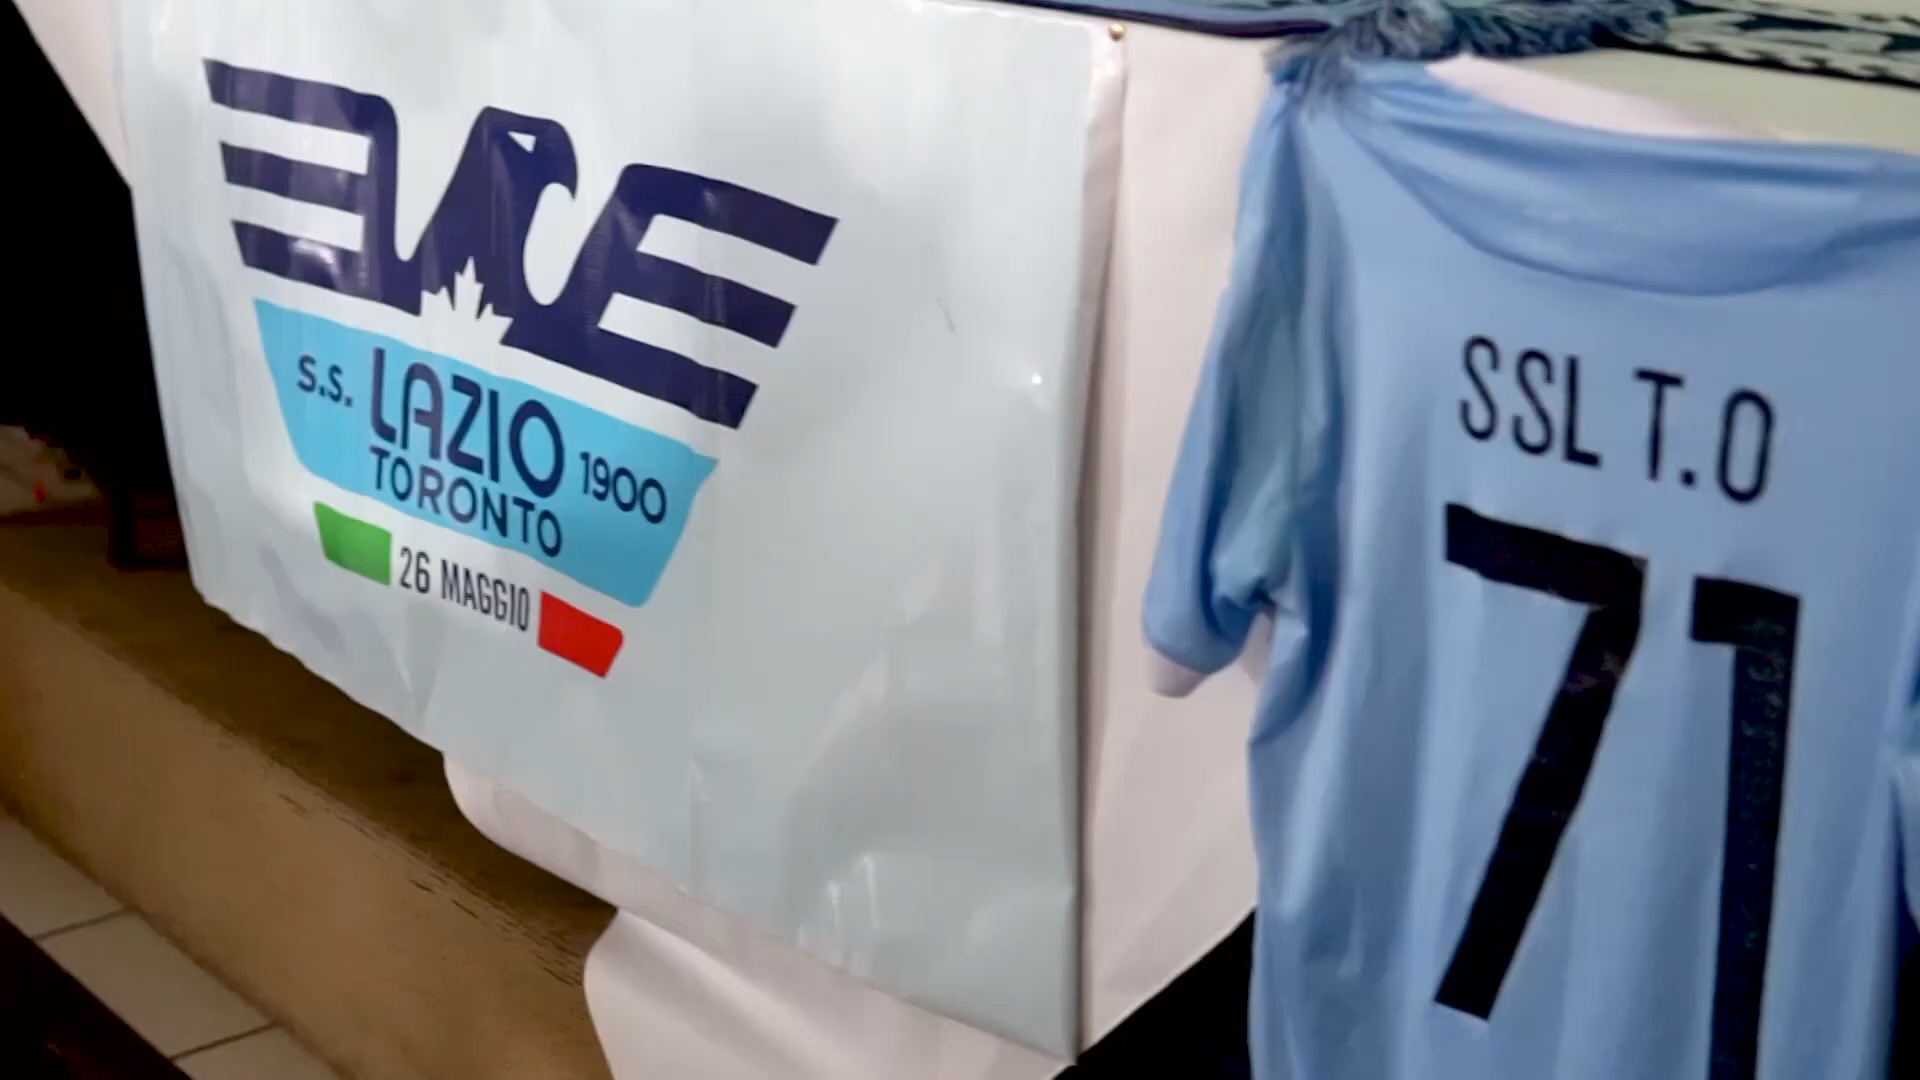 S.S. LAZIO 1900
TORONTO
26 MAGGIO
SSL T.O
71